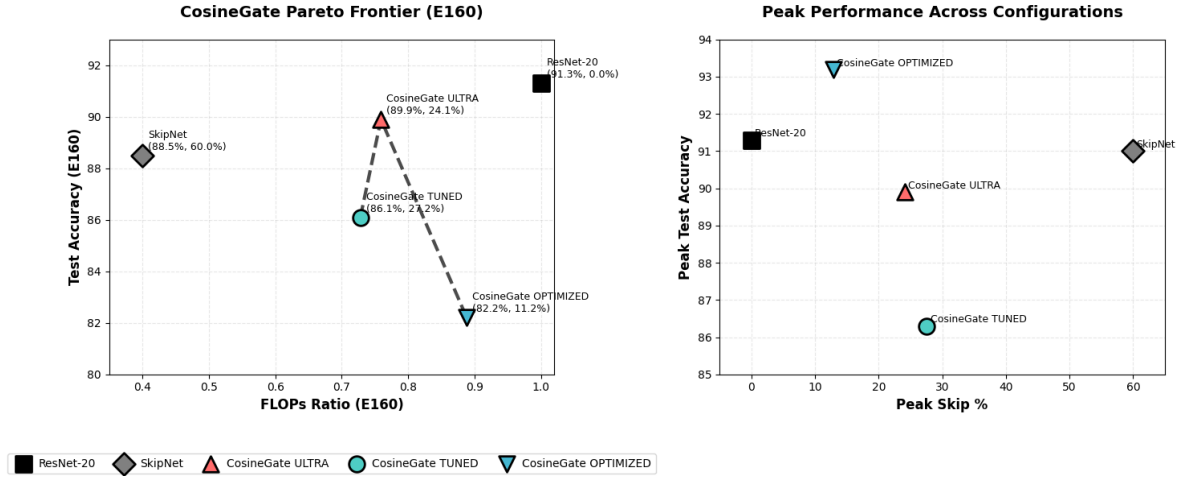 CosineGate Pareto Frontier (E160)
Test Accuracy (E160)
92
90
88
86
84
82
80
ResNet-20
(91.3%, 0.0%)
CosineGate ULTRA
(89.9%, 24.1%)
SkipNet
(88.5%, 60.0%)
CosineGate TUNED
(86.1%, 27.2%)
CosineGate OPTIMIZED
(82.2%, 11.2%)
0.4 0.5 0.6 0.7 0.8 0.9 1.0
FLOPs Ratio (E160)
Peak Performance Across Configurations
Peak Test Accuracy
94
93
92
91
90
89
88
87
86
85
CosineGate OPTIMIZED
ResNet-20
SkipNet
CosineGate ULTRA
CosineGate TUNED
0 10 20 30 40 50 60
Peak Skip %
ResNet-20 SkipNet CosineGate ULTRA CosineGate TUNED CosineGate OPTIMIZED